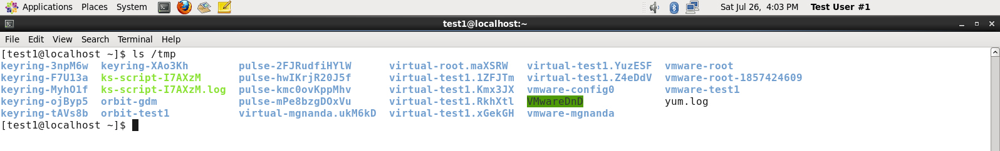 Applications Places System Sat Jul 26, 4:03 PM Test User #1
test1@localhost:~
File Edit View Search Terminal Help
[test1@localhost ~]$ ls /tmp
keyring-3npM6w keyring-XAo3Kh pulse-2FJRudfiHYlW virtual-root.maXSRW virtual-test1.YuzESF vmware-root
keyring-F7U13a ks-script-I7AXzM pulse-hwIKrjR20J5f virtual-test1.1ZFJTm virtual-test1.Z4eDdV vmware-root-1857424609
keyring-MyhO1f ks-script-I7AXzM.log pulse-kmc0ovKppMhv virtual-test1.Kmx3JX vmware-config0 vmware-test1
keyring-ojByp5 orbit-gdm pulse-mPe8bzgDOxVu virtual-test1.RkhXtl VMwareDnD yum.log
keyring-tAVs8b orbit-test1 virtual-mgnanda.ukM6kD virtual-test1.xGekGH vmware-mgnanda
[test1@localhost ~]$